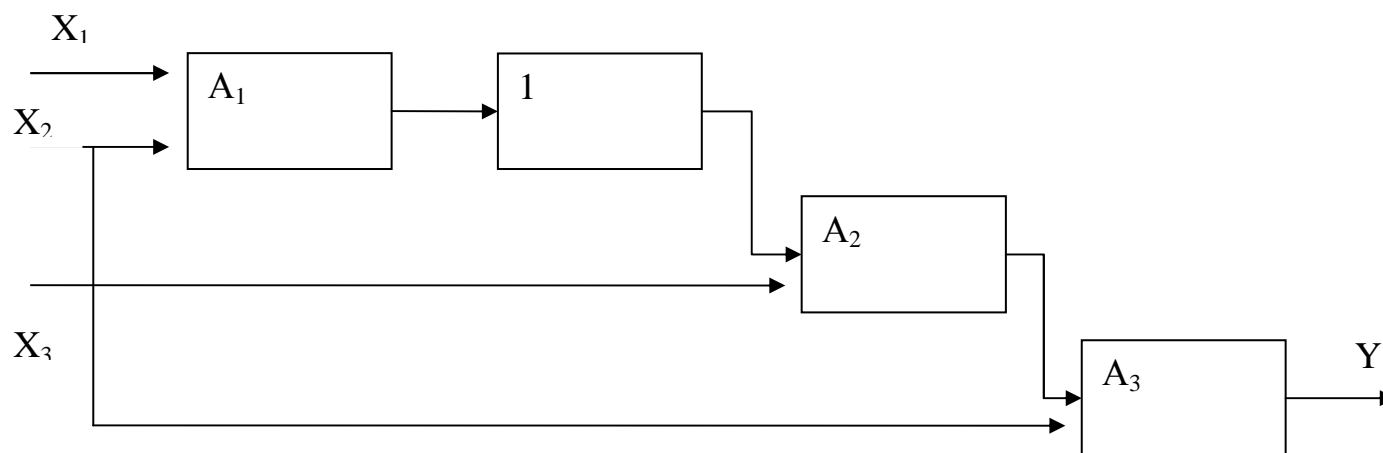 X₁
A₁
1
X₂
A₂
X₃
A₃
Y